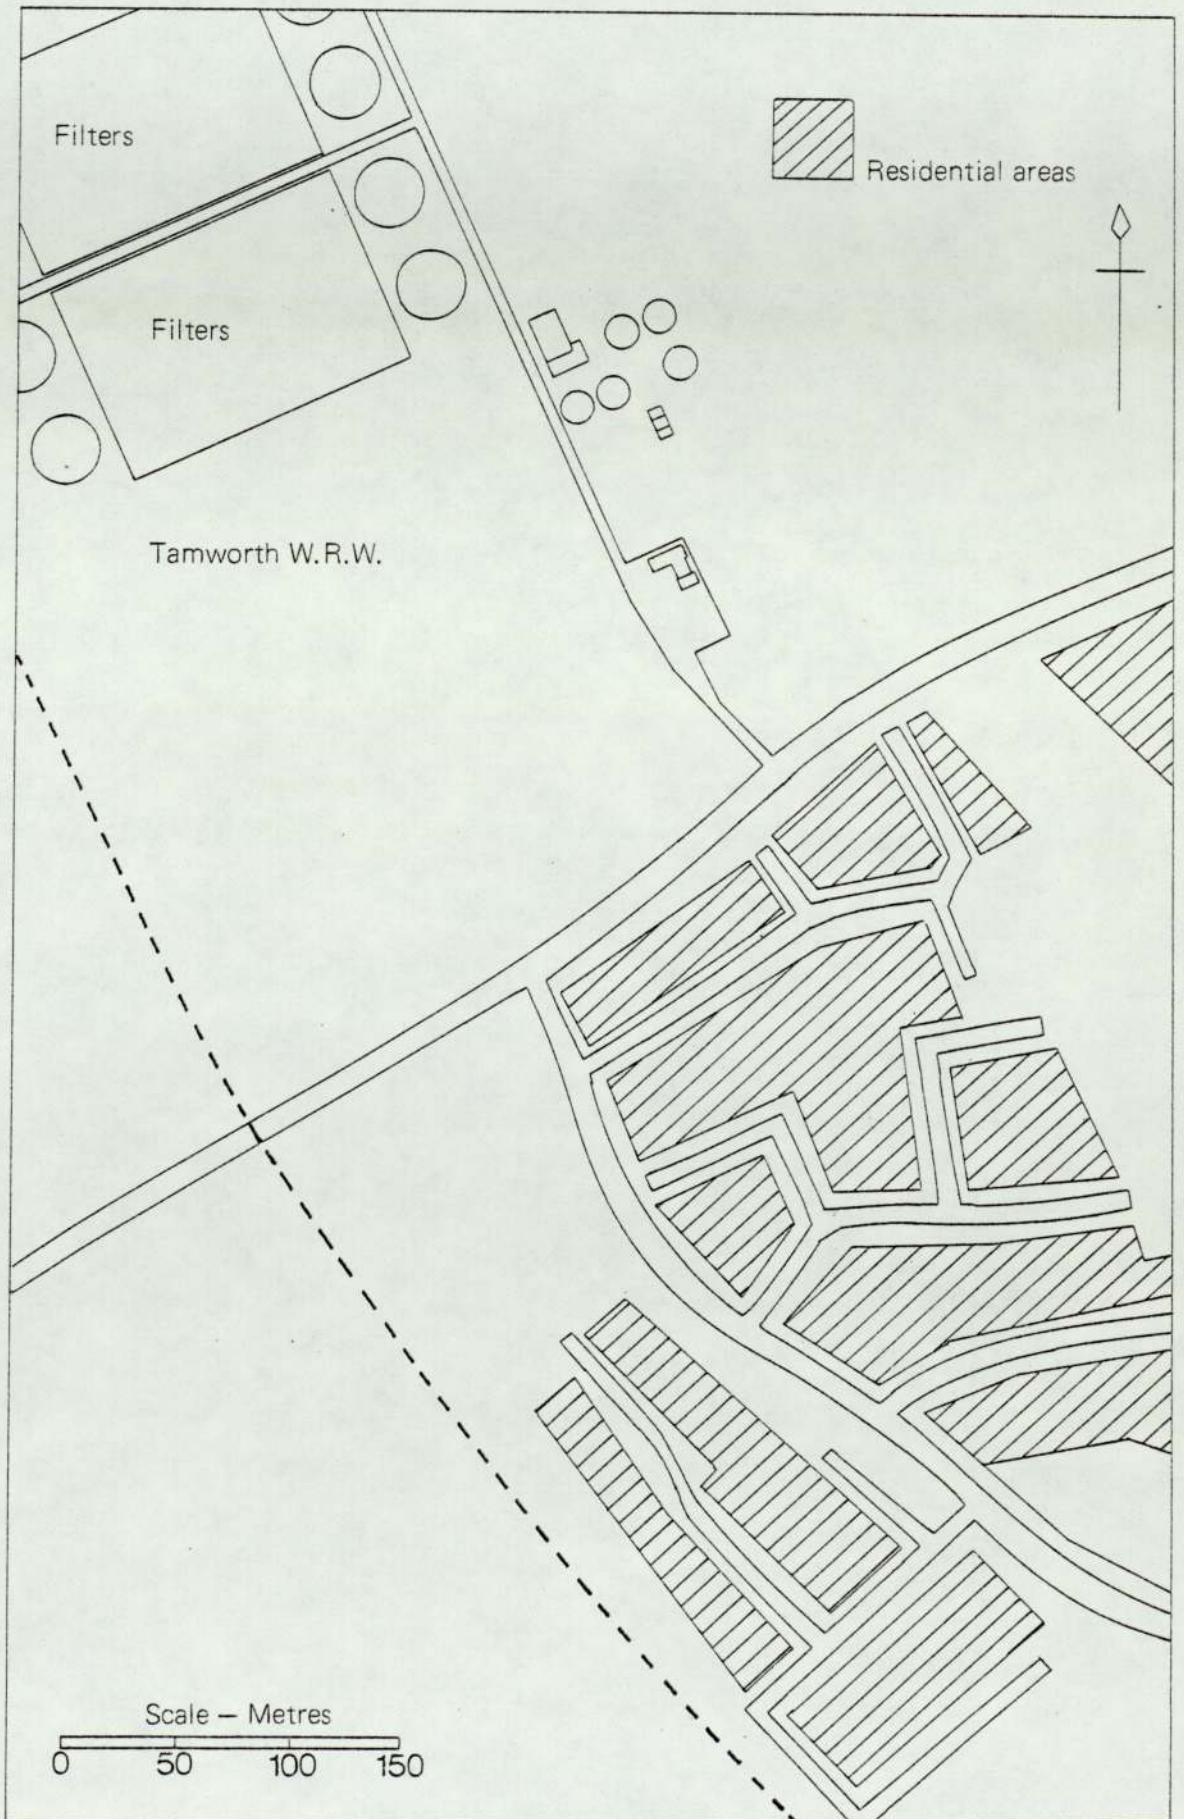 Filters
Residential areas
Filters
Tamworth W.R.W.
Scale — Metres
0 50 100 150